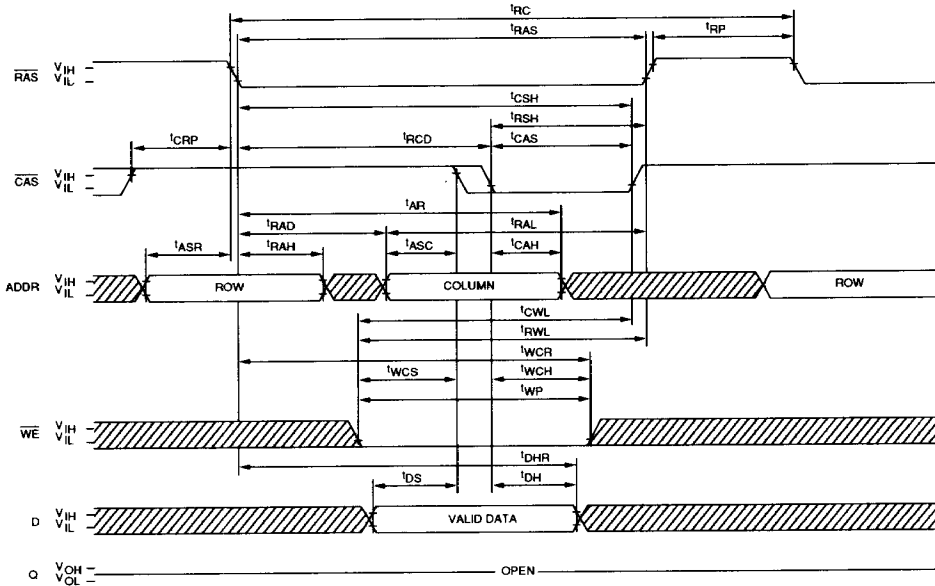 tRC
tRAS
tRP
RAS VIH VIL
tCSH
tRSH
tCRP tRCD tCAS
CAS VIH VIL
tAR
tRAD tRAL
tASR tRAH tASC tCAH
ADDR VIH VIL ROW COLUMN ROW
tCWL
tRWL
tWCR
tWCS tWCH
tWP
WE VIH VIL
tDHR
tDS tDH
D VIH VIL VALID DATA
Q VOH VOL OPEN